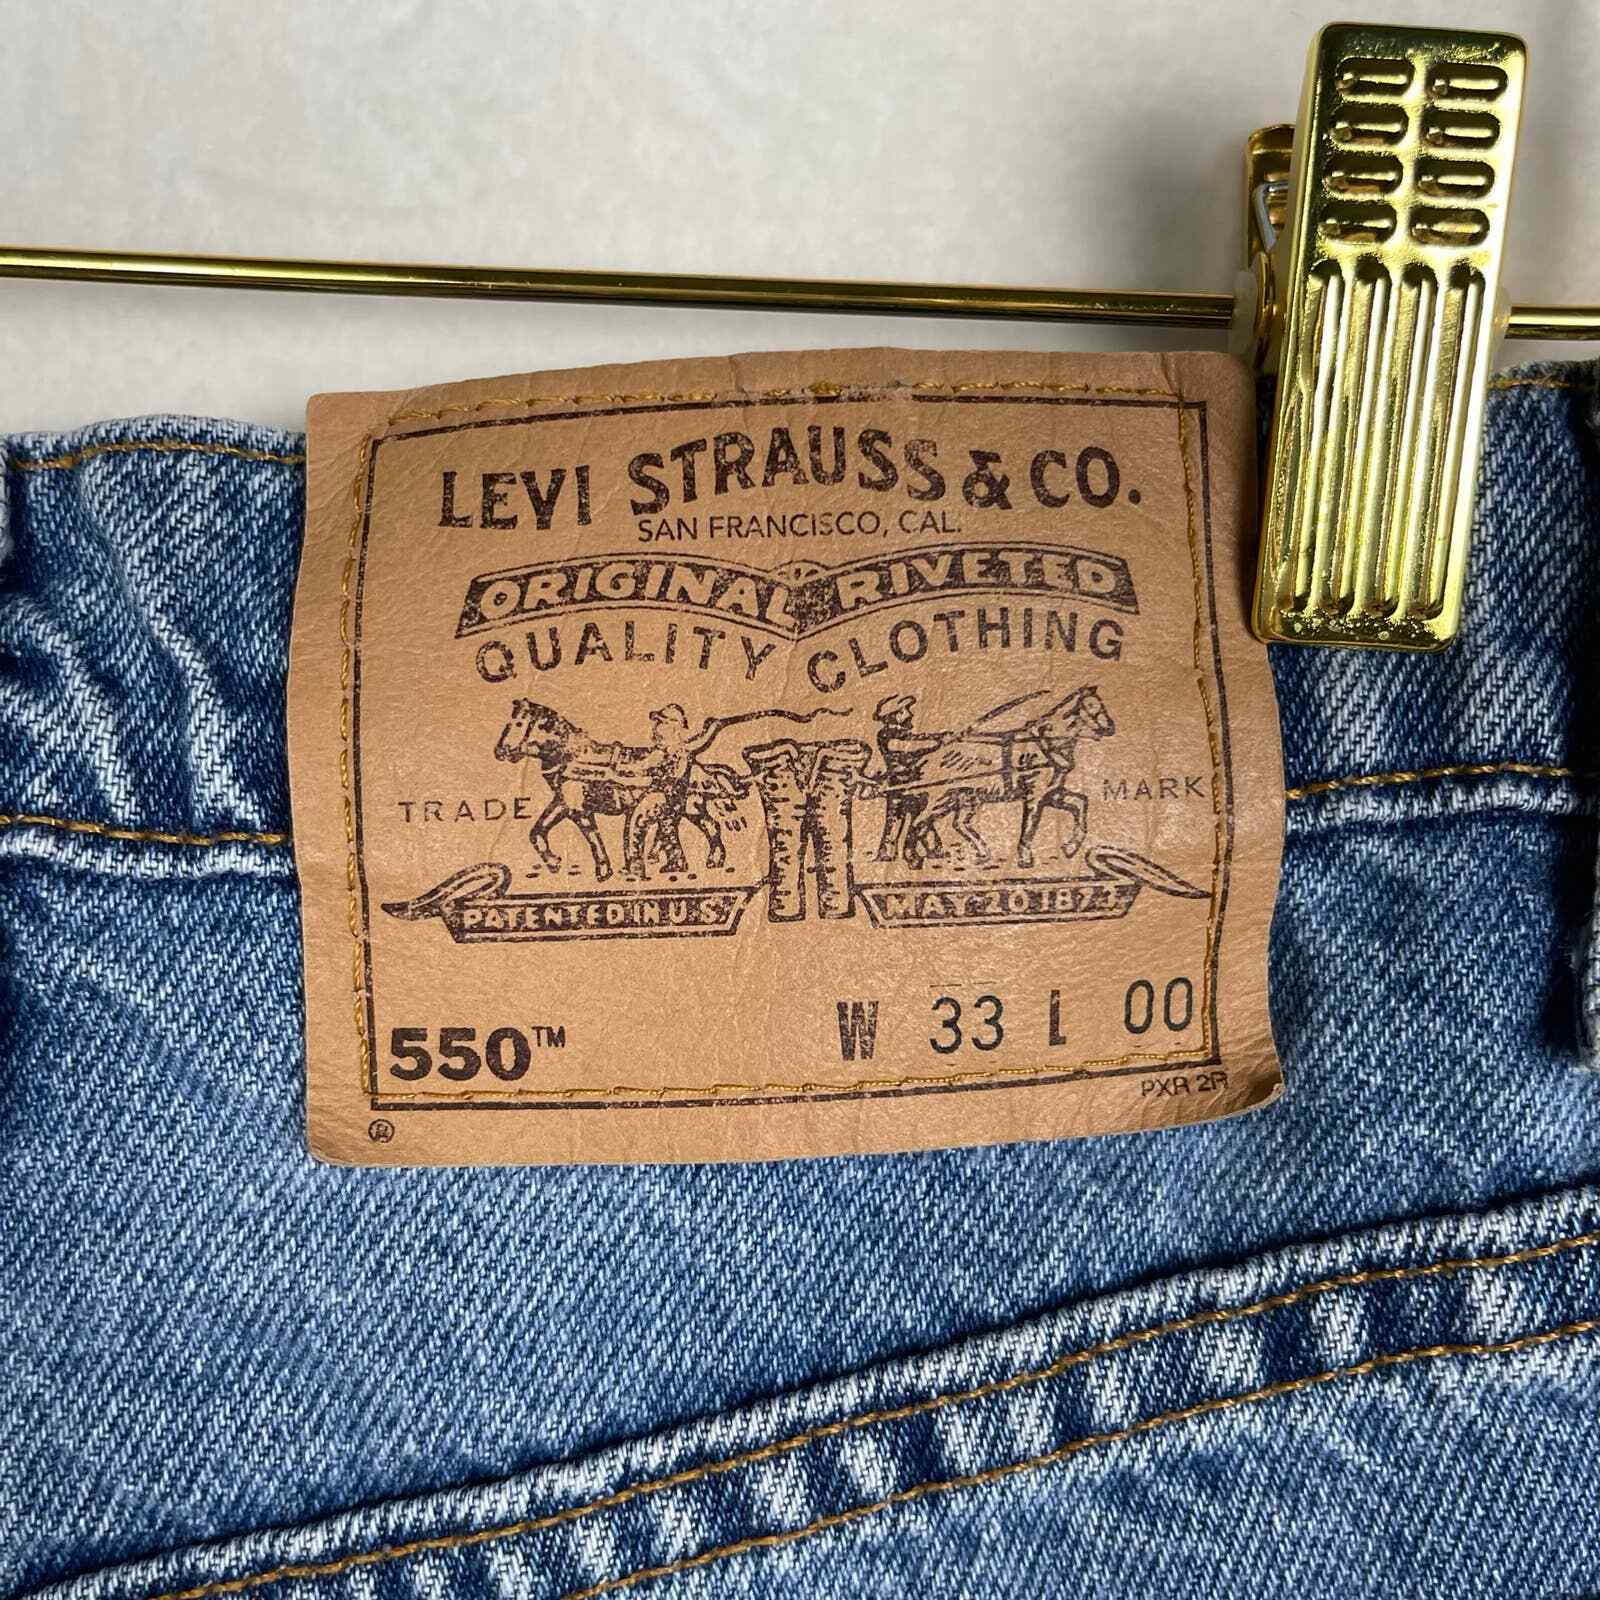 LEVI STRAUSS & CO.
SAN FRANCISCO, CAL.
ORIGINAL RIVETED
QUALITY CLOTHING
TRADE MARK
PATENTED IN U.S. MAY 20 1873
550™ W 33 L 00
PXR 2R
®